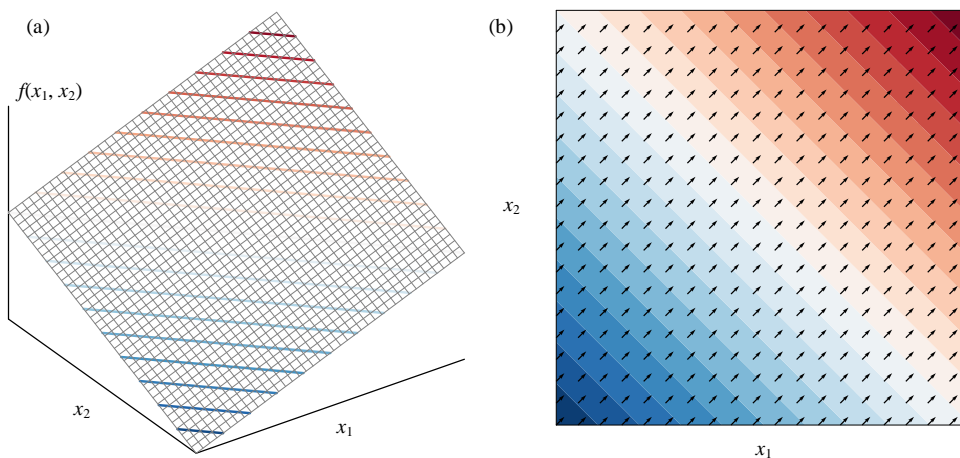 (a)
f(x₁, x₂)
x₂
x₁
(b)
x₂
x₁